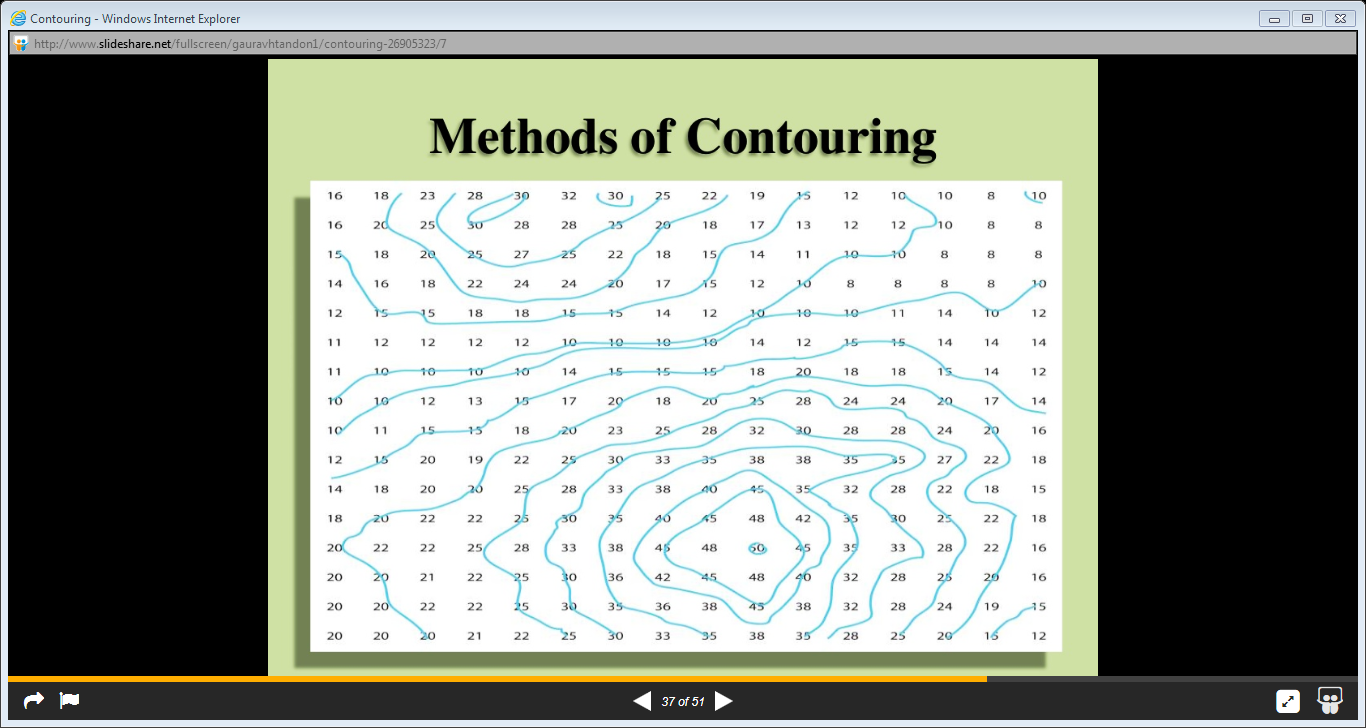 Contouring - Windows Internet Explorer
http://www.slideshare.net/fullscreen/gauravhtandon1/contouring-26905323/7
Methods of Contouring
16 18 23 28 30 32 30 25 22 19 15 12 10 10 8 10
16 20 25 30 28 28 25 20 18 17 13 12 12 10 8 8
15 18 20 25 27 25 22 18 15 14 11 10 10 8 8 8
14 16 18 22 24 24 20 17 15 12 10 8 8 8 8 10
12 15 15 18 18 15 15 14 12 10 10 10 11 14 10 12
11 12 12 12 12 10 10 10 10 14 12 15 15 14 14 14
11 10 10 10 10 14 15 15 15 18 20 18 18 15 14 12
10 10 12 13 15 17 20 18 20 25 28 24 24 20 17 14
10 11 15 15 18 20 23 25 28 32 30 28 28 24 20 16
12 15 20 19 22 25 30 33 35 38 38 35 35 27 22 18
14 18 20 20 25 28 33 38 40 45 35 32 28 22 18 15
18 20 22 22 25 30 35 40 45 48 42 35 30 25 22 18
20 22 22 25 28 33 38 45 48 50 45 35 33 28 22 16
20 20 21 22 25 30 36 42 45 48 40 32 28 25 20 16
20 20 22 22 25 30 35 36 38 45 38 32 28 24 19 15
20 20 20 21 22 25 30 33 35 38 35 28 25 20 15 12
37 of 51